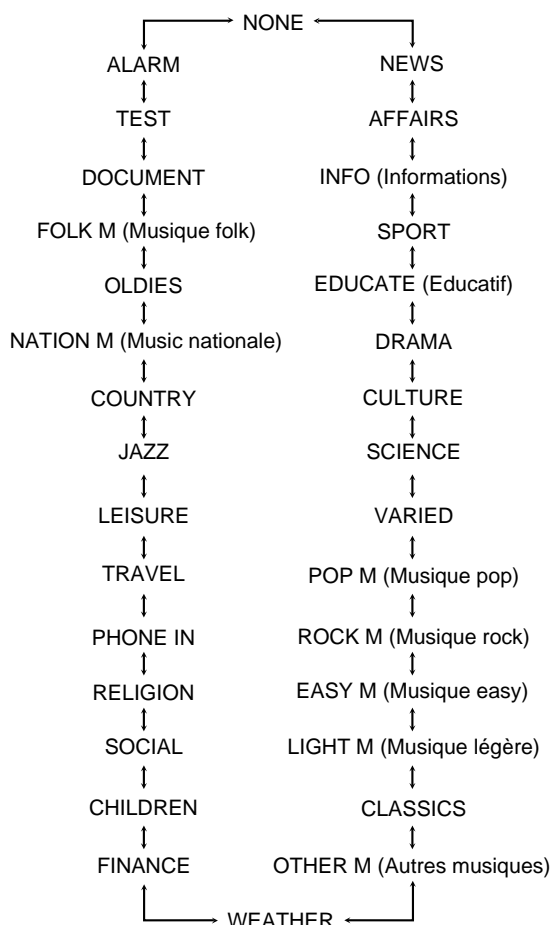 NONE
ALARM
NEWS
TEST
AFFAIRS
DOCUMENT
INFO (Informations)
FOLK M (Musique folk)
SPORT
OLDIES
EDUCATE (Educatif)
NATION M (Music nationale)
DRAMA
COUNTRY
CULTURE
JAZZ
SCIENCE
LEISURE
VARIED
TRAVEL
POP M (Musique pop)
PHONE IN
ROCK M (Musique rock)
RELIGION
EASY M (Musique easy)
SOCIAL
LIGHT M (Musique légère)
CHILDREN
CLASSICS
FINANCE
OTHER M (Autres musiques)
WEATHER